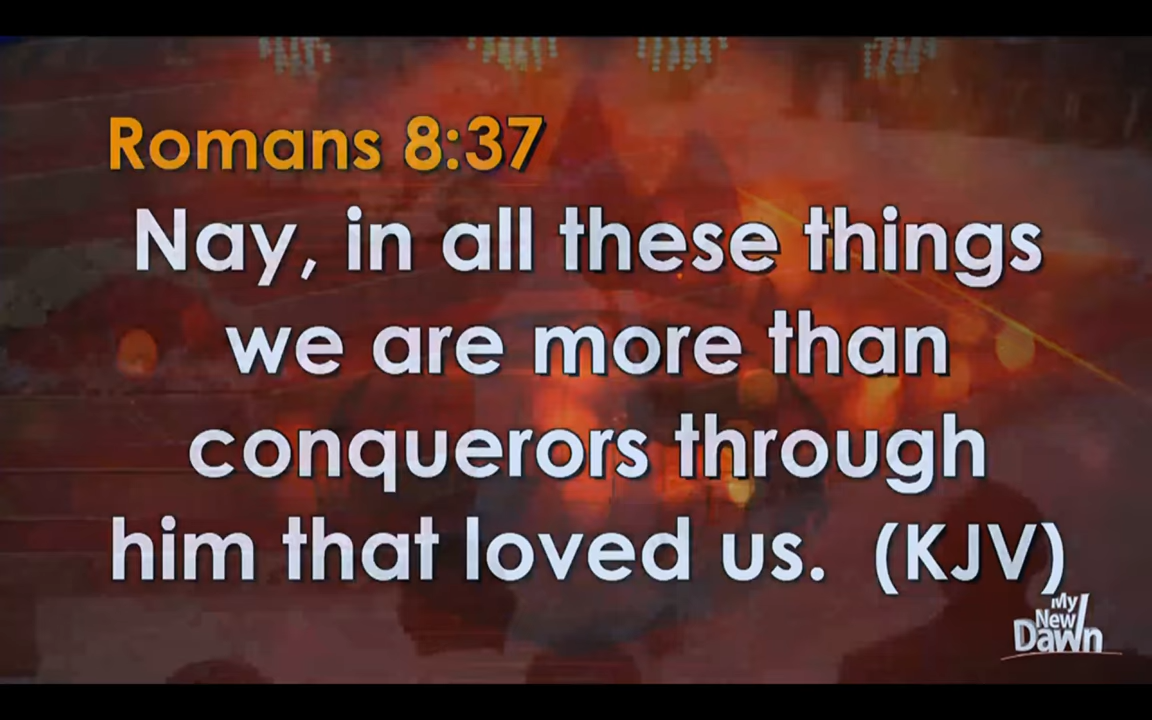 Romans 8:37
Nay, in all these things
we are more than
conquerors through
him that loved us. (KJV)
My
New
Dawn